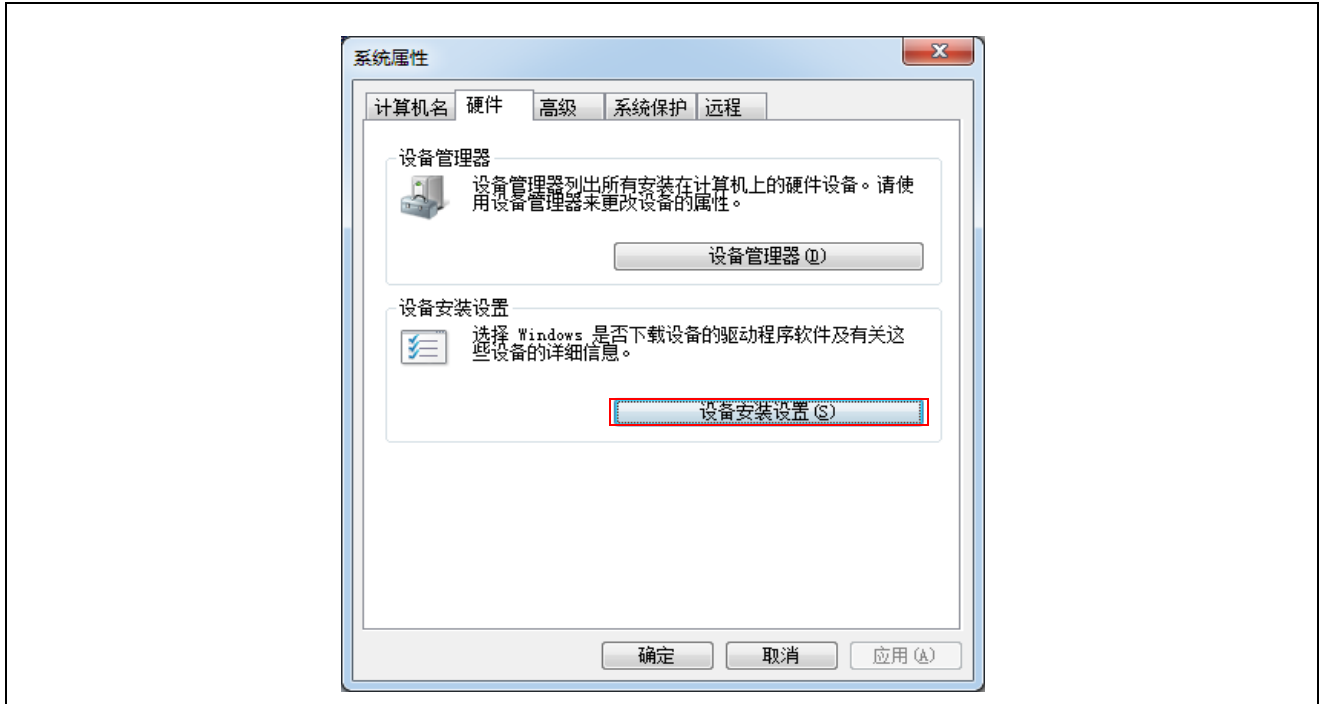 系统属性
计算机名 硬件 高级 系统保护 远程
设备管理器
设备管理器列出所有安装在计算机上的硬件设备。请使
用设备管理器来更改设备的属性。
设备管理器(D)
设备安装设置
选择 Windows 是否下载设备的驱动程序软件及有关这
些设备的详细信息。
设备安装设置(S)
确定 取消 应用(A)